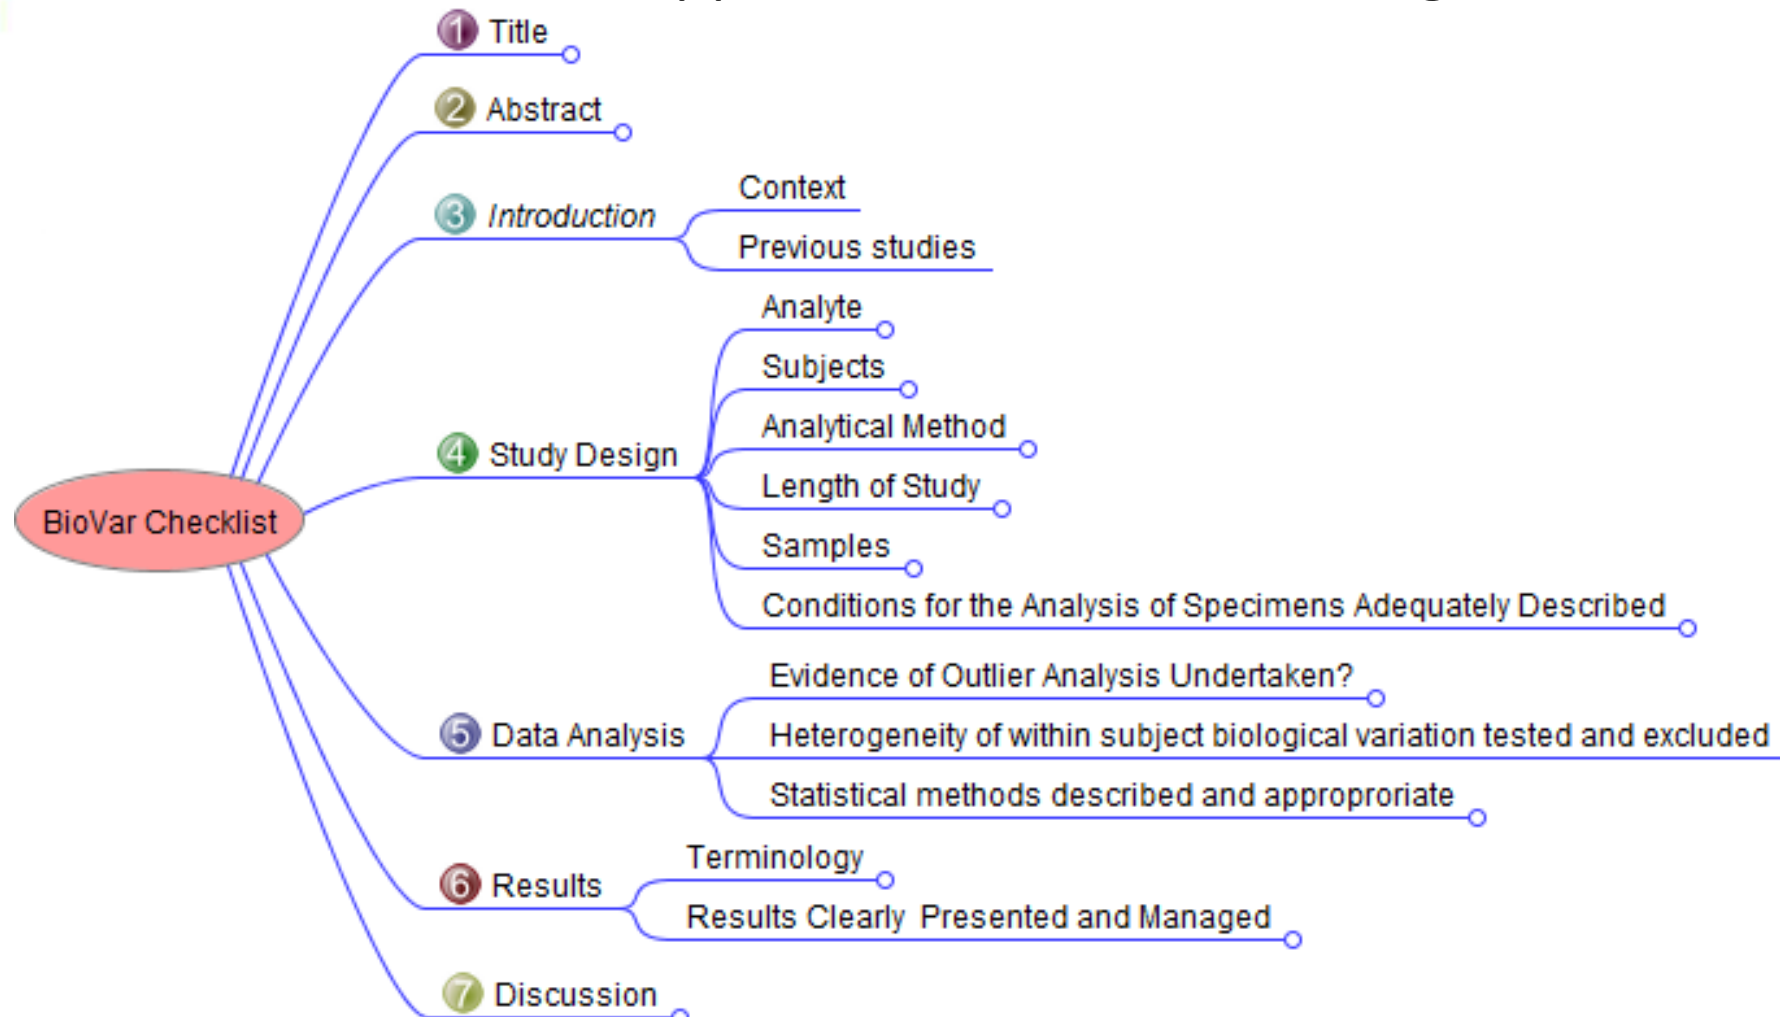 1 Title
2 Abstract
3 Introduction
Context
Previous studies
4 Study Design
Analyte
Subjects
Analytical Method
Length of Study
Samples
Conditions for the Analysis of Specimens Adequately Described
BioVar Checklist
5 Data Analysis
Evidence of Outlier Analysis Undertaken?
Heterogeneity of within subject biological variation tested and excluded
Statistical methods described and approproriate
6 Results
Terminology
Results Clearly  Presented and Managed
7 Discussion